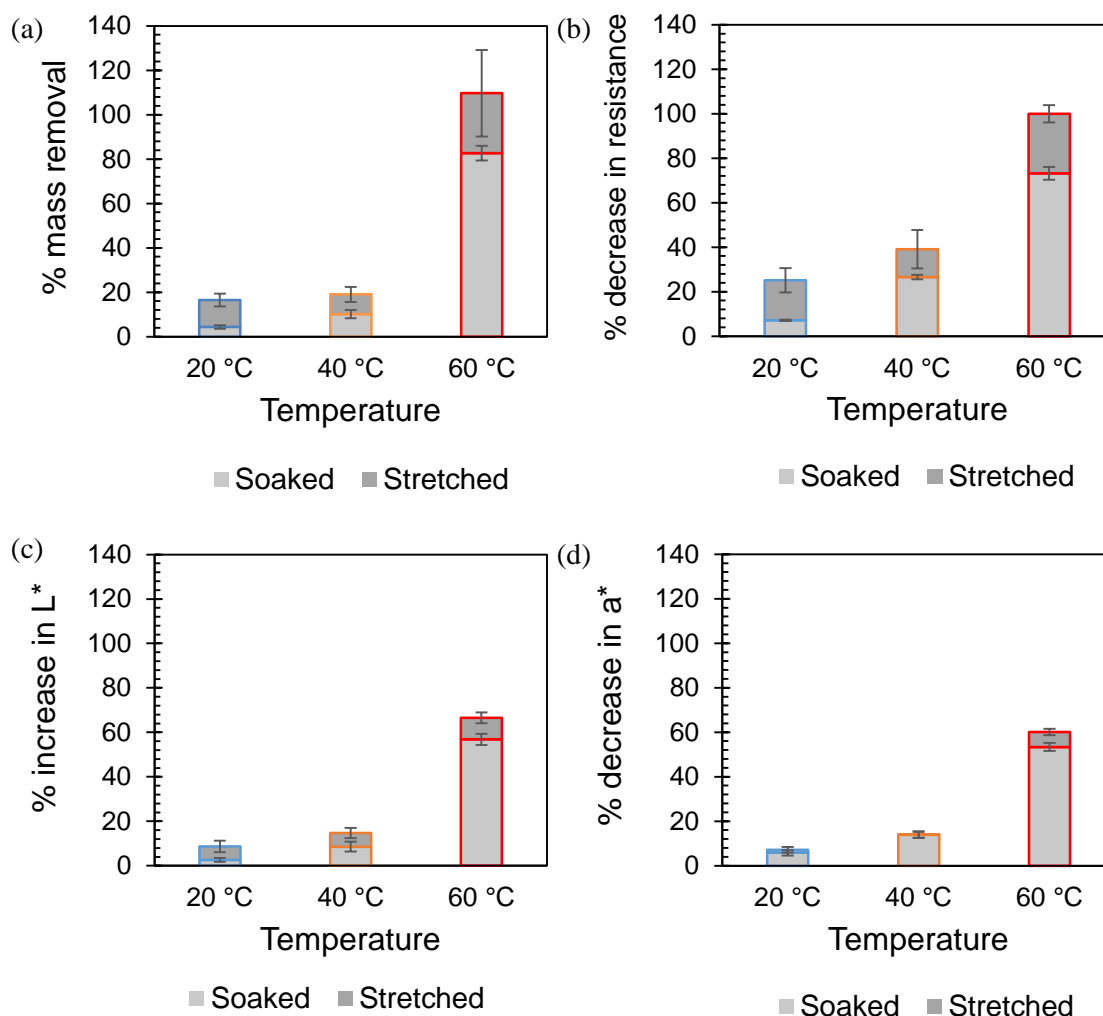 (a)
% mass removal
140
120
100
80
60
40
20
0
20 °C 40 °C 60 °C
Temperature
Soaked Stretched
(b)
% decrease in resistance
140
120
100
80
60
40
20
0
20 °C 40 °C 60 °C
Temperature
Soaked Stretched
(c)
% increase in L*
140
120
100
80
60
40
20
0
20 °C 40 °C 60 °C
Temperature
Soaked Stretched
(d)
% decrease in a*
140
120
100
80
60
40
20
0
20 °C 40 °C 60 °C
Temperature
Soaked Stretched